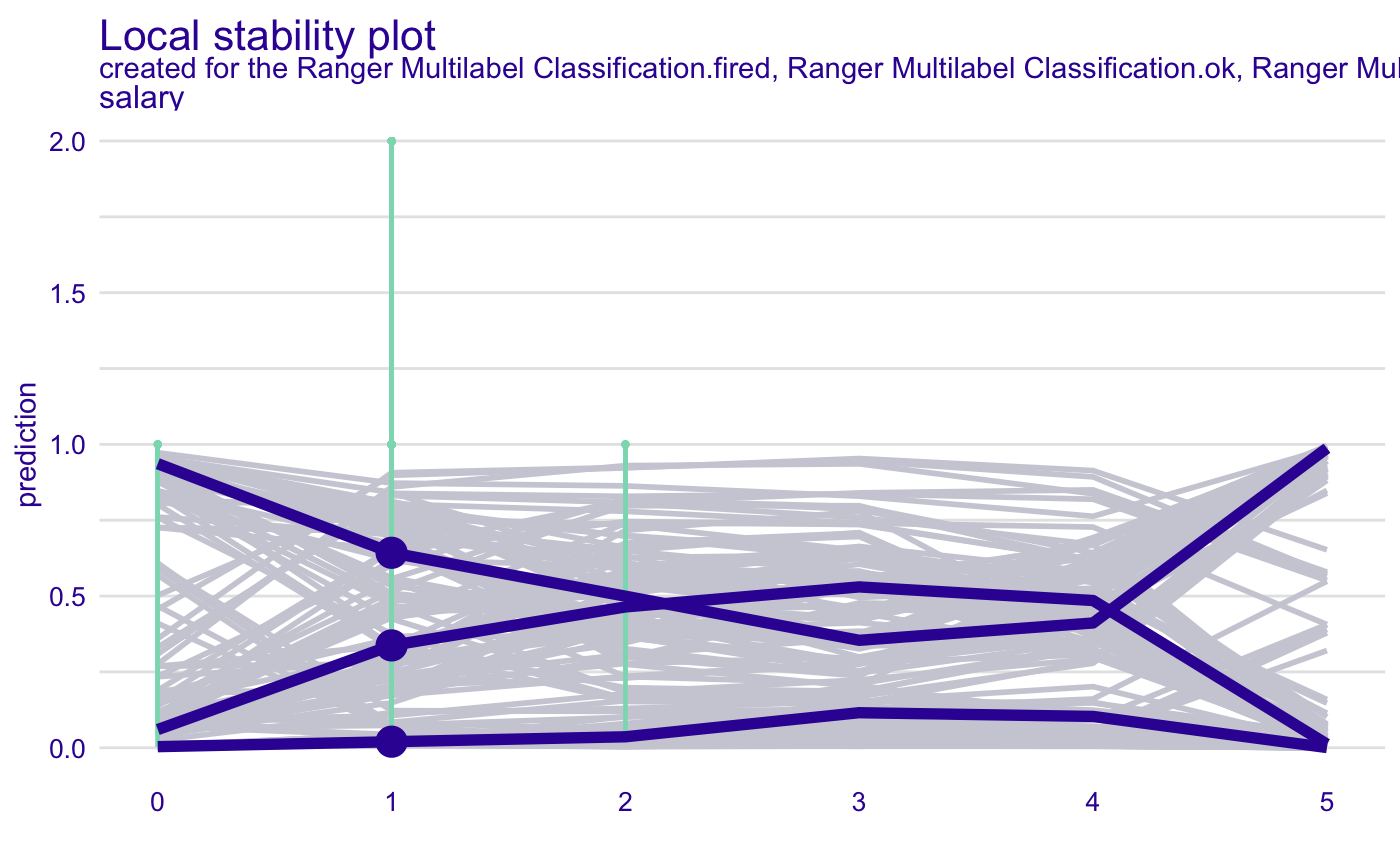 Local stability plot
created for the Ranger Multilabel Classification.fired, Ranger Multilabel Classification.ok, Ranger Mul
salary
prediction
2.0
1.5
1.0
0.5
0.0
0 1 2 3 4 5